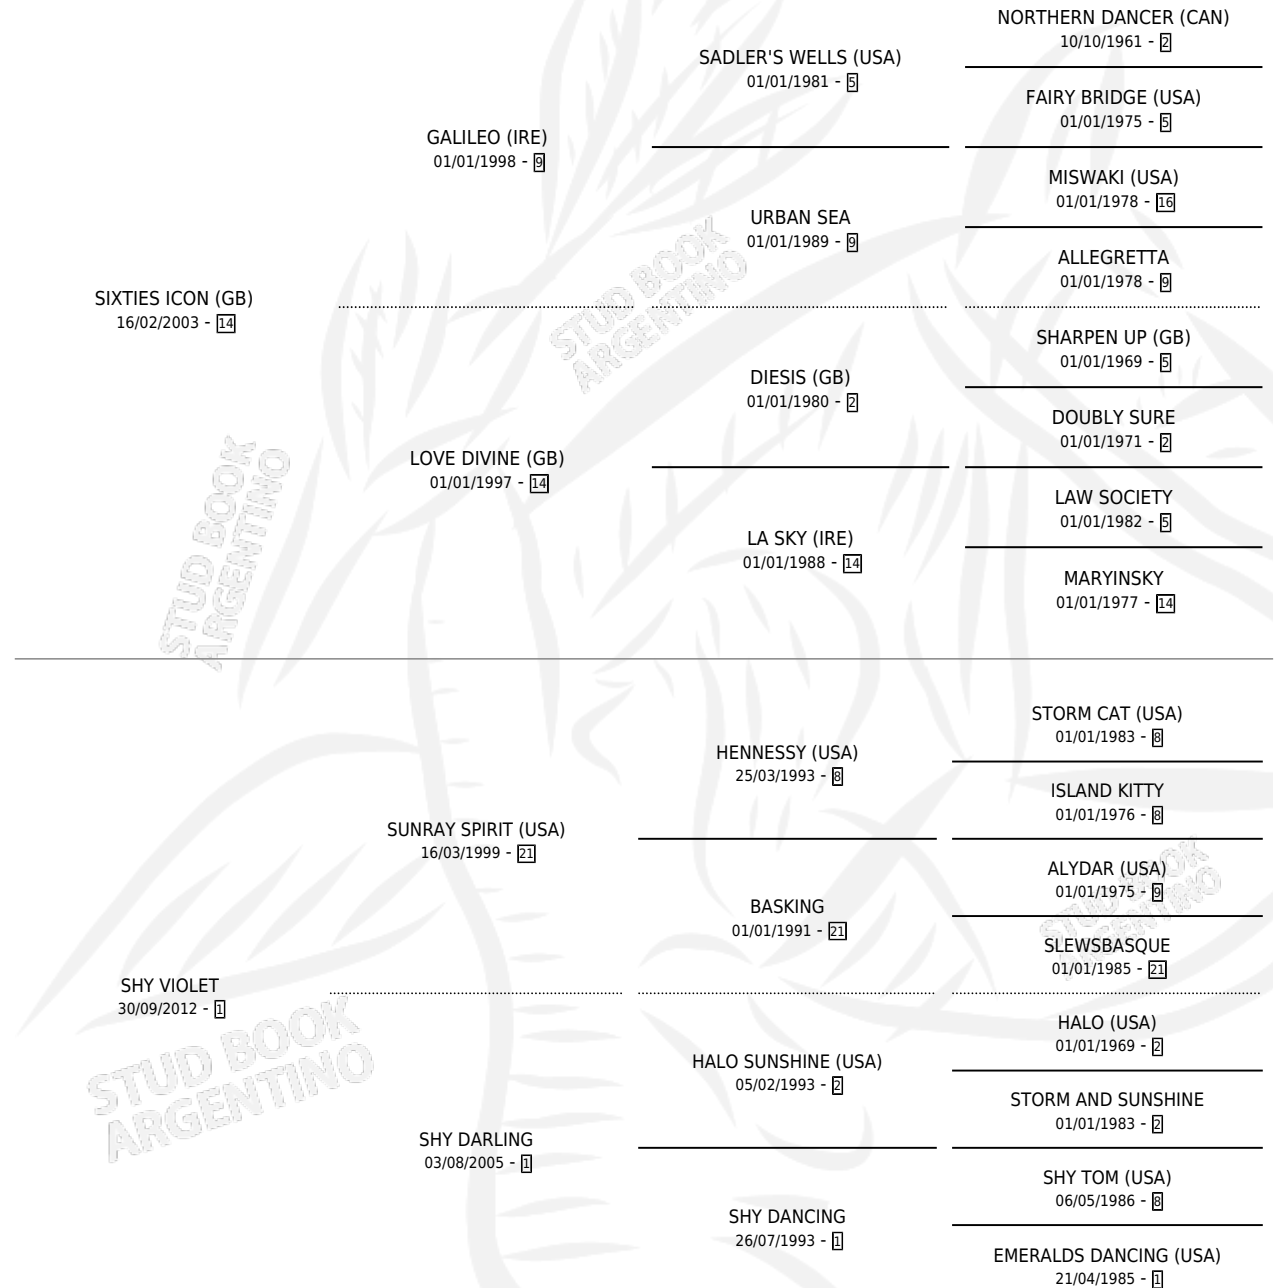 NORTHERN DANCER (CAN)
10/10/1961 - 2
SADLER'S WELLS (USA)
01/01/1981 - 5
FAIRY BRIDGE (USA)
01/01/1975 - 5
GALILEO (IRE)
01/01/1998 - 9
MISWAKI (USA)
01/01/1978 - 16
URBAN SEA
01/01/1989 - 9
ALLEGRETTA
01/01/1978 - 9
SIXTIES ICON (GB)
16/02/2003 - 14
STUD BOOK
ARGENTINO
SHARPEN UP (GB)
01/01/1969 - 5
DIESIS (GB)
01/01/1980 - 2
DOUBLY SURE
01/01/1971 - 2
LOVE DIVINE (GB)
01/01/1997 - 14
LAW SOCIETY
01/01/1982 - 5
LA SKY (IRE)
01/01/1988 - 14
MARYINSKY
01/01/1977 - 14
STUD BOOK
ARGENTINO
STORM CAT (USA)
01/01/1983 - 8
HENNESSY (USA)
25/03/1993 - 8
ISLAND KITTY
01/01/1976 - 8
SUNRAY SPIRIT (USA)
16/03/1999 - 21
ALYDAR (USA)
01/01/1975 - 9
BASKING
01/01/1991 - 21
STUD BOOK
ARGENTINO
SLEWSBASQUE
01/01/1985 - 21
SHY VIOLET
30/09/2012 - 1
STUD BOOK
ARGENTINO
HALO (USA)
01/01/1969 - 2
HALO SUNSHINE (USA)
05/02/1993 - 2
STORM AND SUNSHINE
01/01/1983 - 2
SHY DARLING
03/08/2005 - 1
SHY TOM (USA)
06/05/1986 - 8
SHY DANCING
26/07/1993 - 1
EMERALDS DANCING (USA)
21/04/1985 - 1